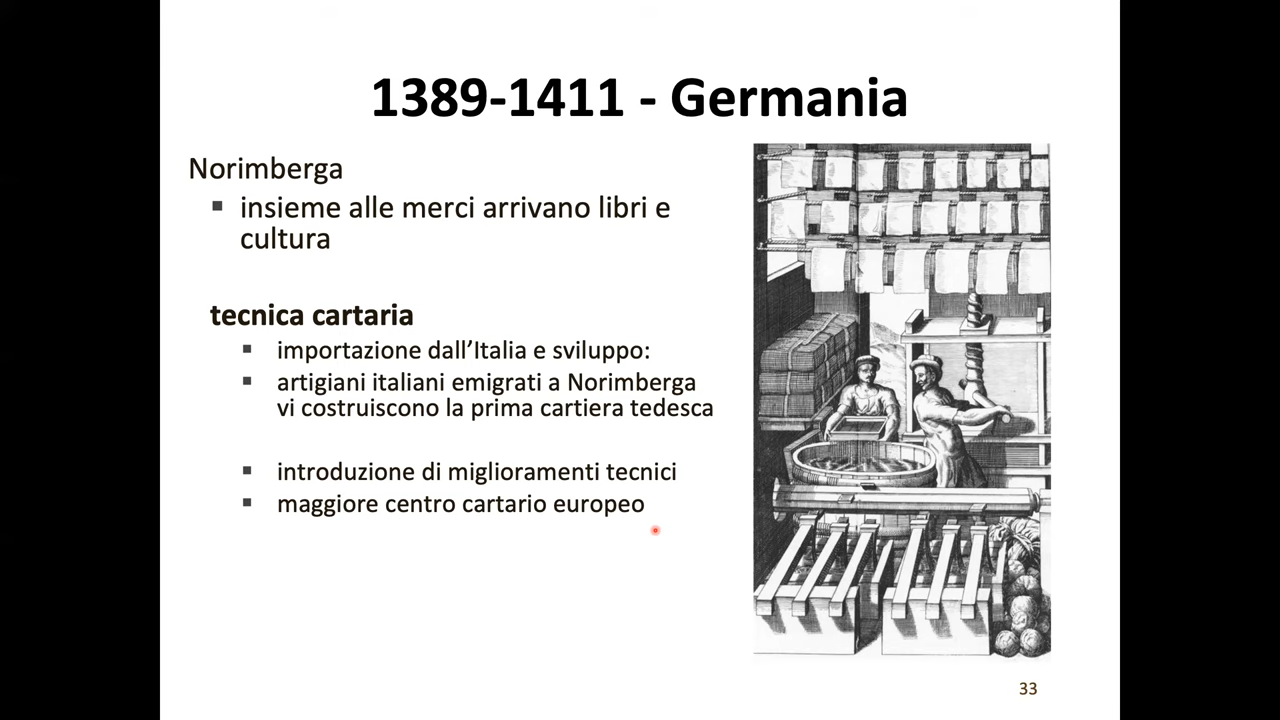 1389-1411 - Germania
Norimberga
▪ insieme alle merci arrivano libri e
cultura
tecnica cartaria
▪ importazione dall’Italia e sviluppo:
▪ artigiani italiani emigrati a Norimberga
vi costruiscono la prima cartiera tedesca
▪ introduzione di miglioramenti tecnici
▪ maggiore centro cartario europeo
33